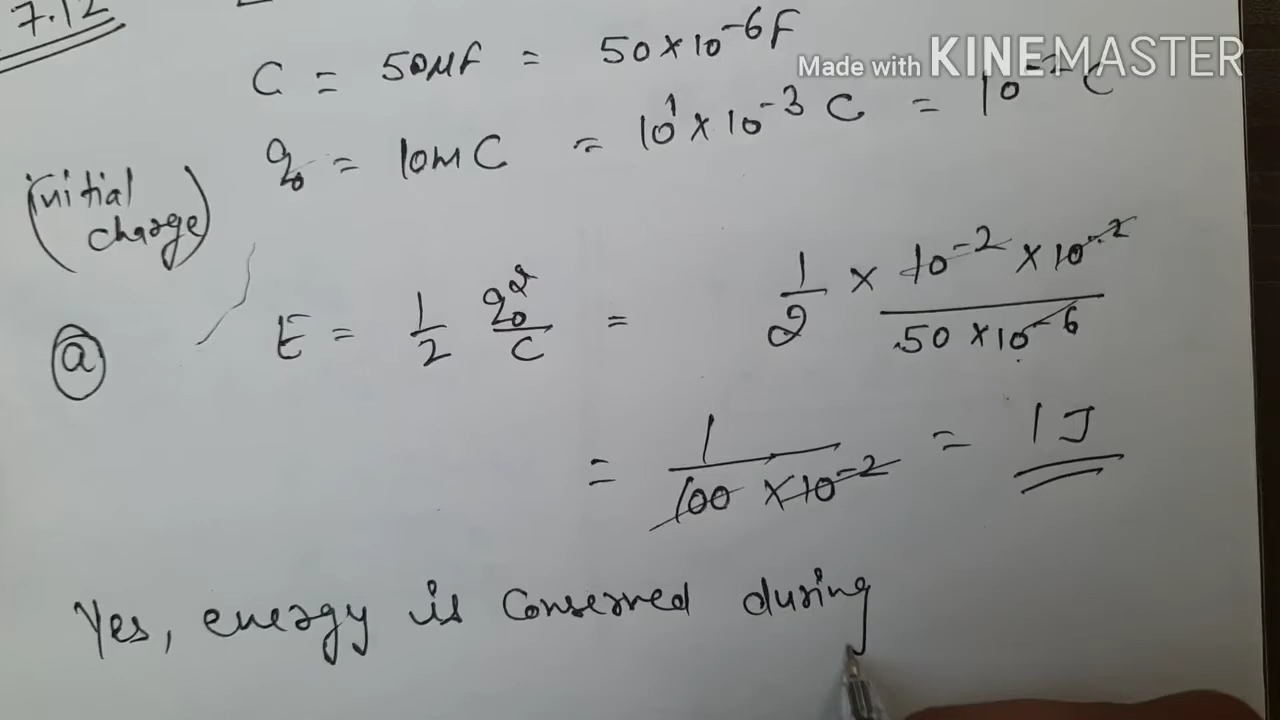 7.12
C = 50μF = 50×10⁻⁶F
Made with KINEMASTER
q₀ = 10mC = 10¹×10⁻³ C = 10⁻² C
(initial charge)
(a) E = 1/2 q₀²/C = 1/2 × 10⁻² × 10⁻² / 50 × 10⁻⁶
= 1 / 100 × 10⁻² = 1 J
Yes, energy is conserved during